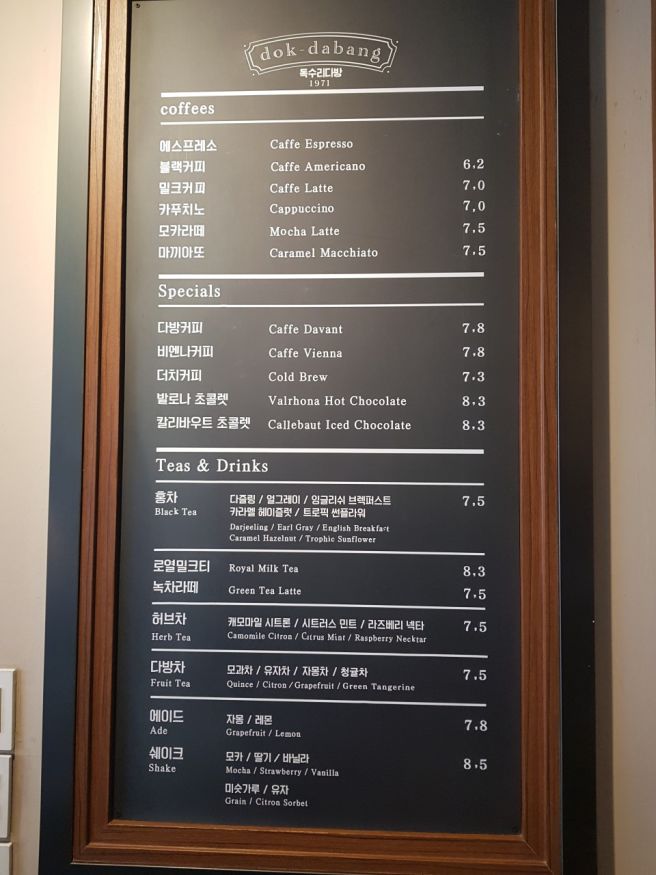 dok-dabang
독수리다방
1971
coffees
에스프레소 Caffe Espresso
블랙커피 Caffe Americano 6,2
밀크커피 Caffe Latte 7,0
카푸치노 Cappuccino 7,0
모카라떼 Mocha Latte 7,5
마끼아또 Caramel Macchiato 7,5
Specials
다방커피 Caffe Davant 7,8
비엔나커피 Caffe Vienna 7,8
더치커피 Cold Brew 7,3
발로나 초콜렛 Valrhona Hot Chocolate 8,3
칼리바우트 초콜렛 Callebaut Iced Chocolate 8,3
Teas & Drinks
홍차 다즐링 / 얼그레이 / 잉글리쉬 브렉퍼스트 7,5
Black Tea 카라멜 헤이즐럿 / 트로픽 썬플라워
Darjeeling / Earl Gray / English Breakfast
Caramel Hazelnut / Trophic Sunflower
로열밀크티 Royal Milk Tea 8,3
녹차라떼 Green Tea Latte 7,5
허브차 캐모마일 시트론 / 시트러스 민트 / 라즈베리 넥타 7,5
Herb Tea Camomile Citron / Citrus Mint / Raspberry Necktar
다방차 모과차 / 유자차 / 자몽차 / 청귤차 7,5
Fruit Tea Quince / Citron / Grapefruit / Green Tangerine
에이드 자몽 / 레몬 7,8
Ade Grapefruit / Lemon
쉐이크 모카 / 딸기 / 바닐라 8,5
Shake Mocha / Strawberry / Vanilla
미숫가루 / 유자
Grain / Citron Sorbet